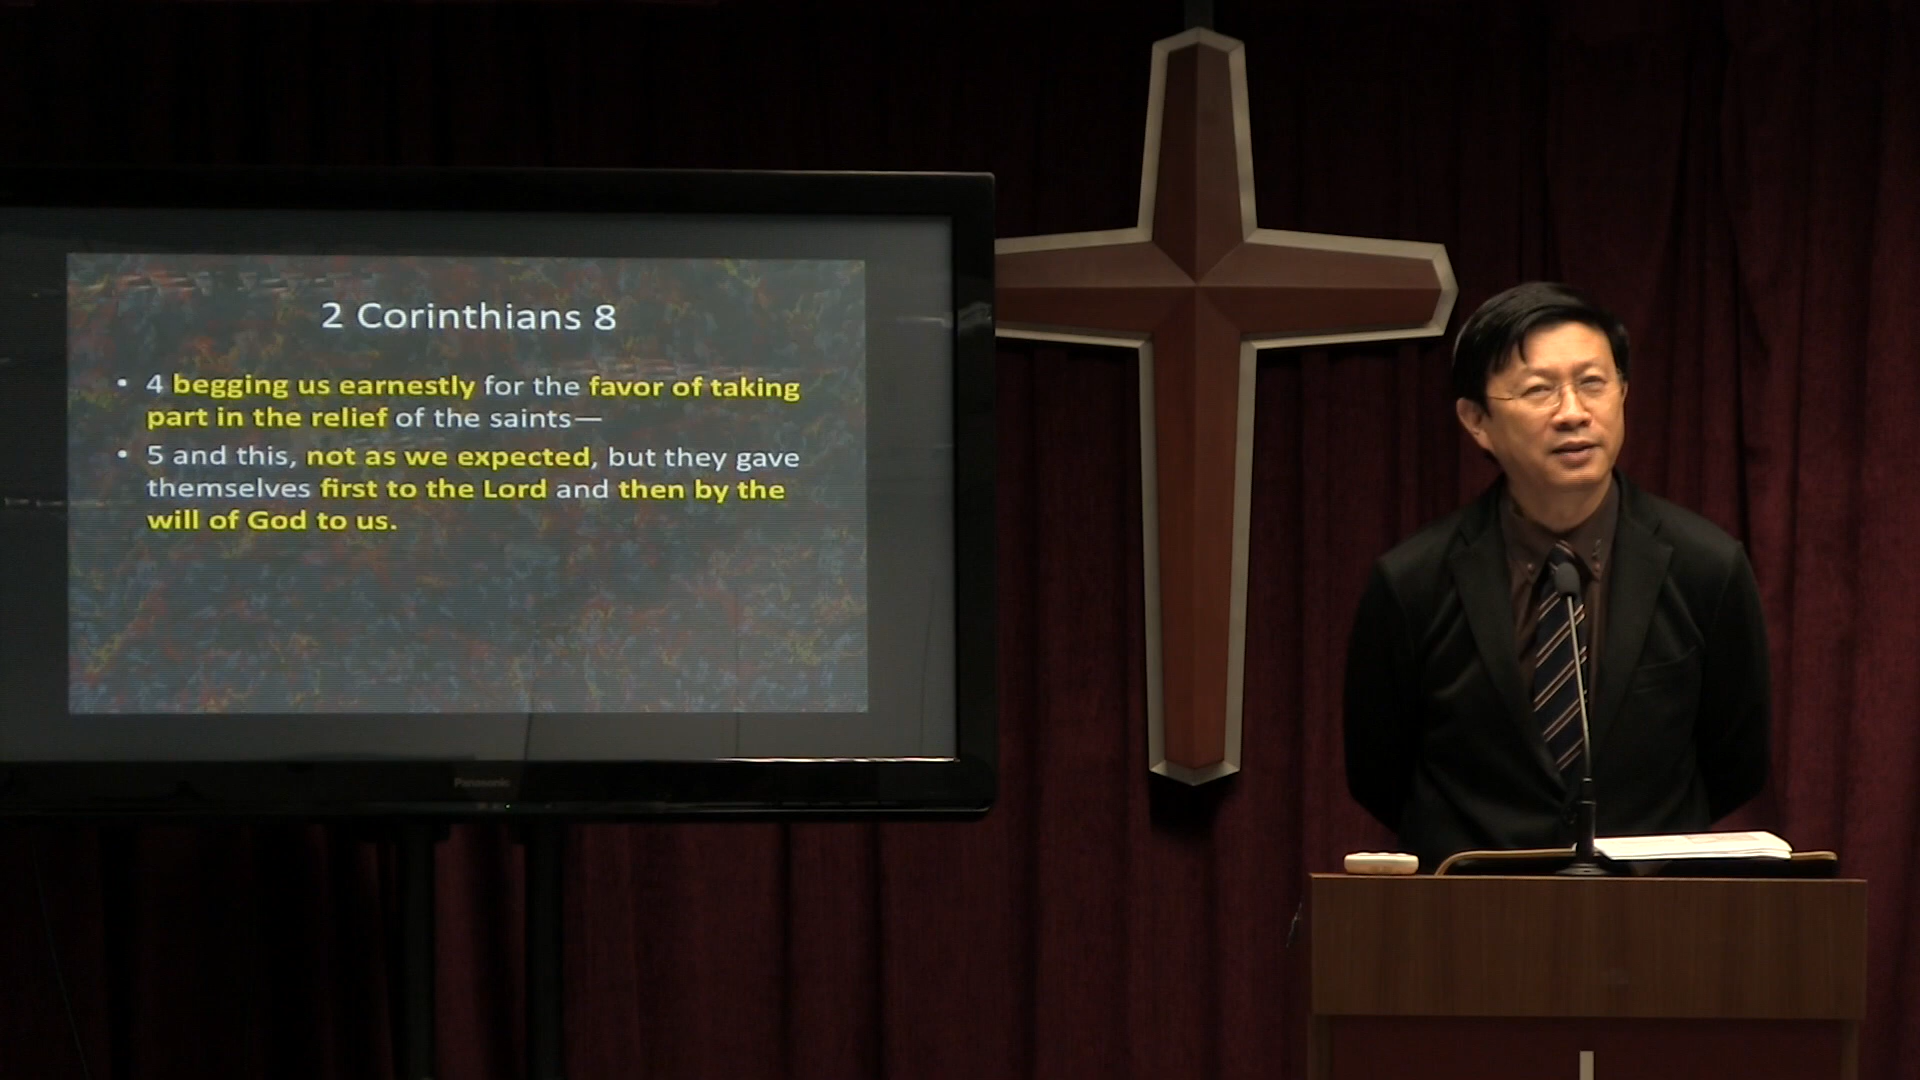 2 Corinthians 8
• 4 begging us earnestly for the favor of taking
part in the relief of the saints—
• 5 and this, not as we expected, but they gave
themselves first to the Lord and then by the
will of God to us.
Panasonic